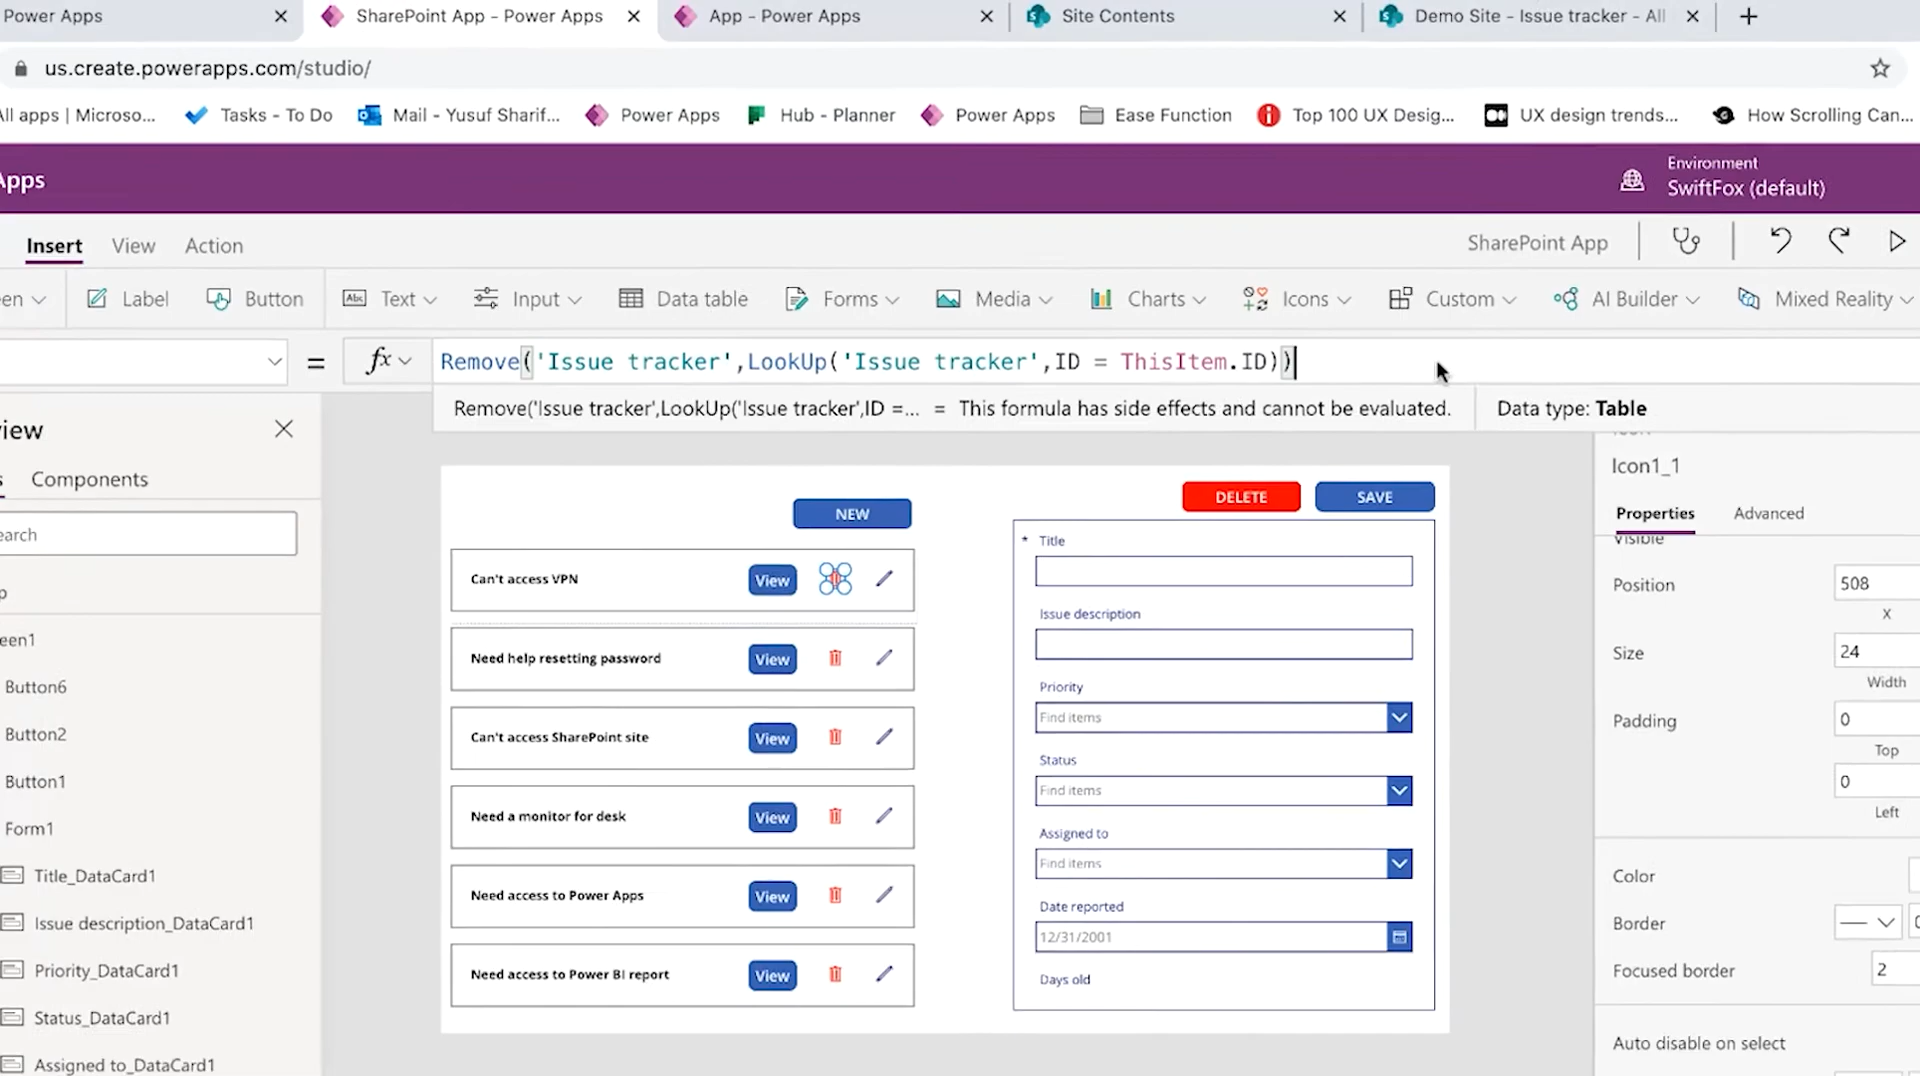 Power Apps
SharePoint App - Power Apps
App - Power Apps
Site Contents
Demo Site - Issue tracker - All
us.create.powerapps.com/studio/
All apps | Microso...
Tasks - To Do
Mail - Yusuf Sharif...
Power Apps
Hub - Planner
Power Apps
Ease Function
Top 100 UX Desig...
UX design trends...
How Scrolling Can...
Apps
Environment
SwiftFox (default)
Insert
View
Action
SharePoint App
een
Label
Button
Abc
Text
Input
Data table
Forms
Media
Charts
Icons
Custom
AI Builder
Mixed Reality
=
fx
Remove('Issue tracker',LookUp('Issue tracker',ID = ThisItem.ID))
Remove('Issue tracker',LookUp('Issue tracker',ID =... = This formula has side effects and cannot be evaluated.
Data type: Table
view
s
Components
earch
p
een1
Button6
Button2
Button1
Form1
Title_DataCard1
Issue description_DataCard1
Priority_DataCard1
Status_DataCard1
Assigned to_DataCard1
NEW
Can't access VPN
View
Need help resetting password
View
Can't access SharePoint site
View
Need a monitor for desk
View
Need access to Power Apps
View
Need access to Power BI report
View
DELETE
SAVE
* Title
Issue description
Priority
Find items
Status
Find items
Assigned to
Find items
Date reported
12/31/2001
Days old
Icon1_1
Properties
Advanced
Visible
Position
508
X
Size
24
Width
Padding
0
Top
0
Left
Color
Border
Focused border
2
Auto disable on select